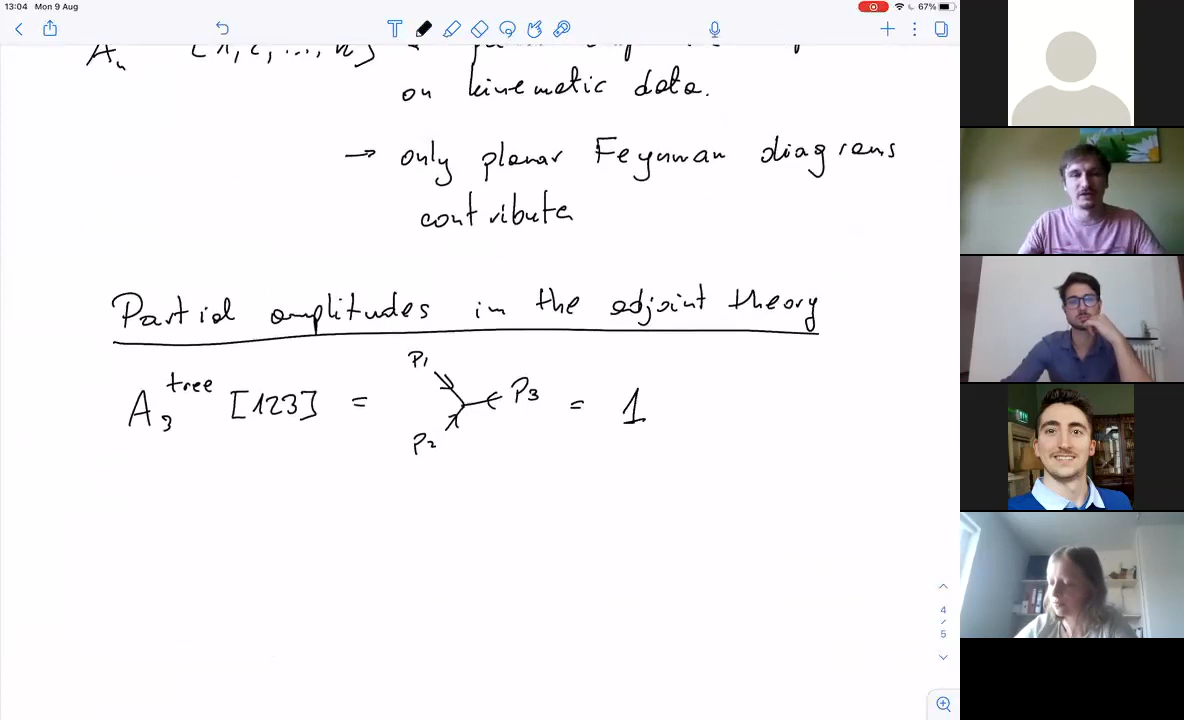 13:04 Mon 9 Aug
67%
on kinematic data.
→ only planar Feynman diagrams
contribute
Partial amplitudes in the adjoint theory
A₃ᵗʳᵉᵉ [123] = = 1
P₁
P₂
P₃
4
/
5